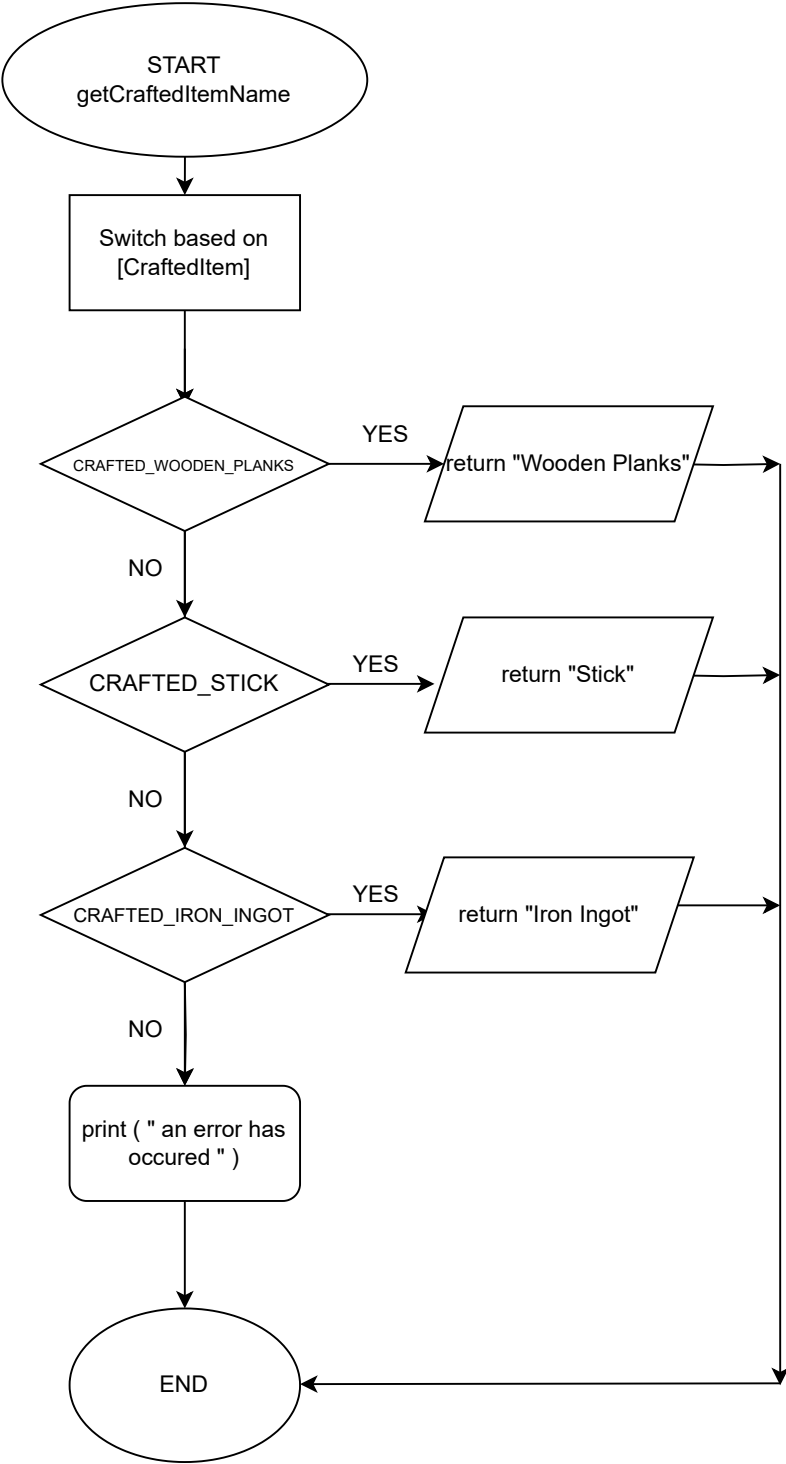 START
getCraftedItemName
Switch based on
[CraftedItem]
CRAFTED_WOODEN_PLANKS
YES
return "Wooden Planks"
NO
CRAFTED_STICK
YES
return "Stick"
NO
CRAFTED_IRON_INGOT
YES
return "Iron Ingot"
NO
print ( " an error has
occured " )
END